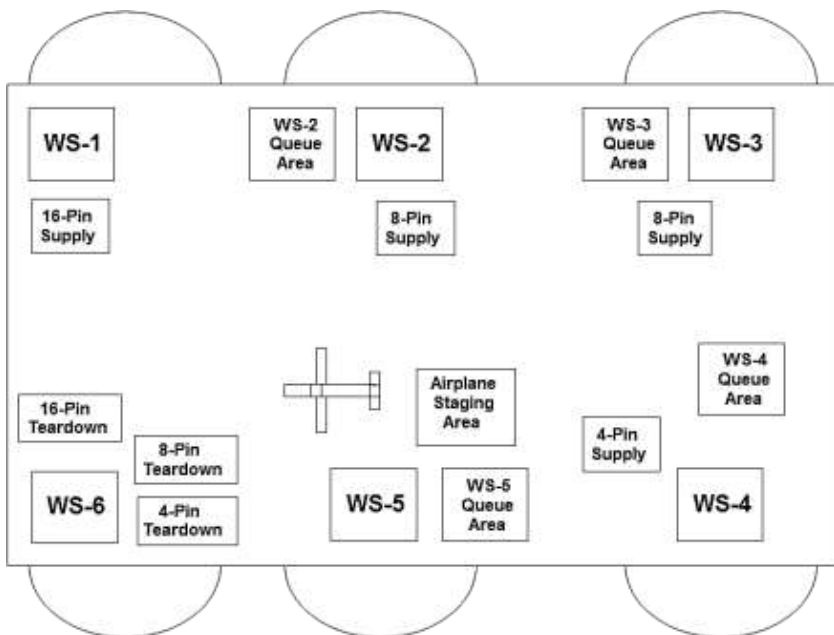 WS-1
WS-2
Queue
Area
WS-2
WS-3
Queue
Area
WS-3
16-Pin
Supply
8-Pin
Supply
8-Pin
Supply
WS-4
Queue
Area
Airplane
Staging
Area
16-Pin
Teardown
8-Pin
Teardown
4-Pin
Supply
WS-6
4-Pin
Teardown
WS-5
WS-5
Queue
Area
WS-4